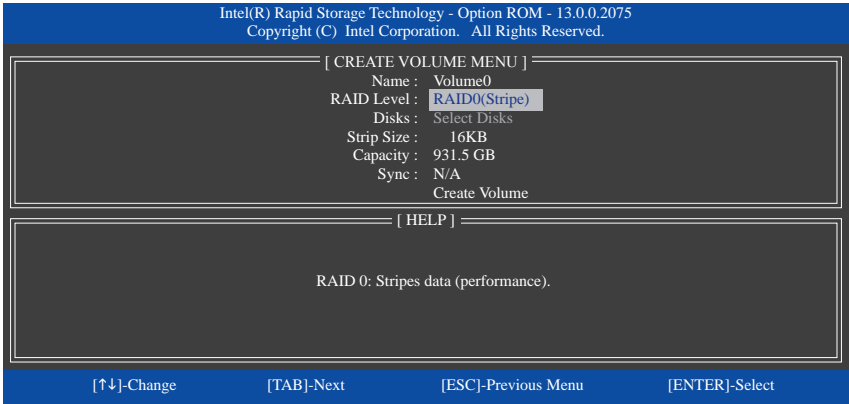 Intel(R) Rapid Storage Technology - Option ROM - 13.0.0.2075
Copyright (C) Intel Corporation. All Rights Reserved.
[ CREATE VOLUME MENU ]
Name : Volume0
RAID Level : RAID0(Stripe)
Disks : Select Disks
Strip Size : 16KB
Capacity : 931.5 GB
Sync : N/A
Create Volume
[ HELP ]
RAID 0: Stripes data (performance).
[↑↓]-Change [TAB]-Next [ESC]-Previous Menu [ENTER]-Select